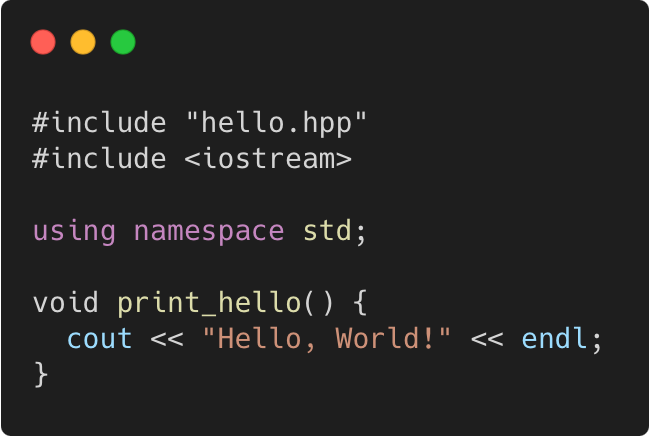 #include "hello.hpp"
#include <iostream>

using namespace std;

void print_hello() {
  cout << "Hello, World!" << endl;
}